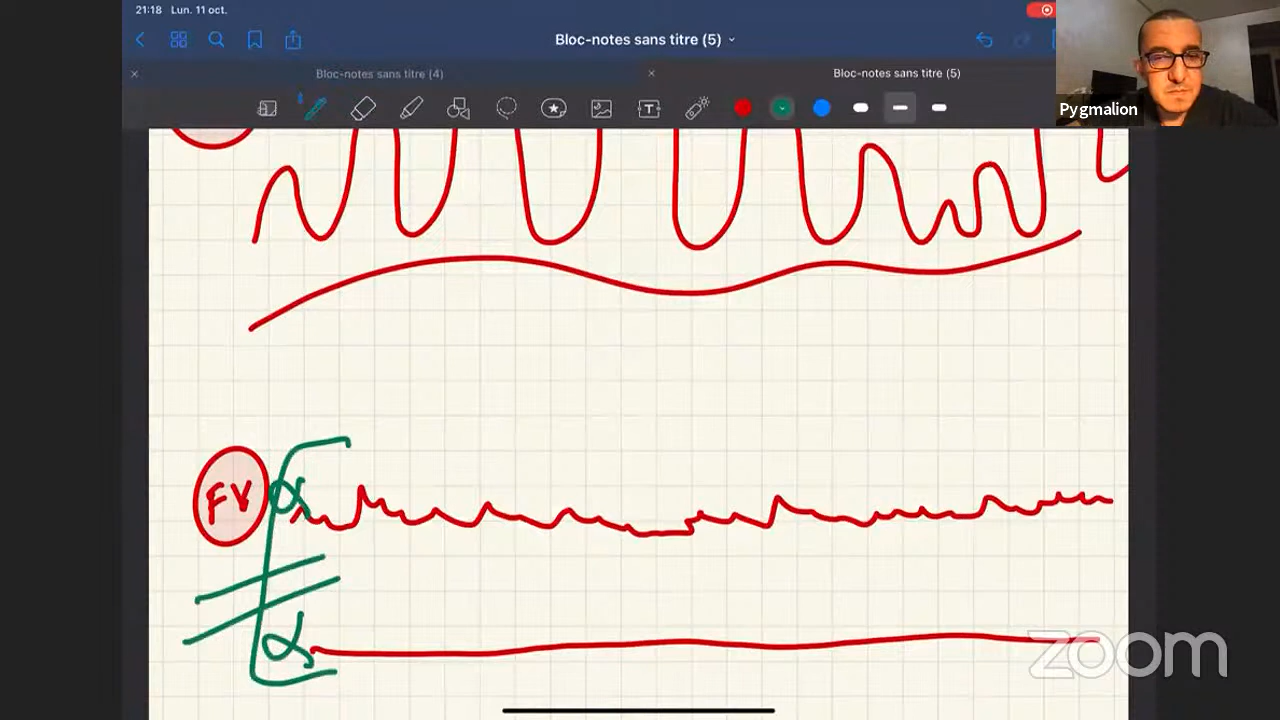 21:18 Lun. 11 oct.
Bloc-notes sans titre (5)
Bloc-notes sans titre (4)
Bloc-notes sans titre (5)
Pygmalion
FV α
α
zoom